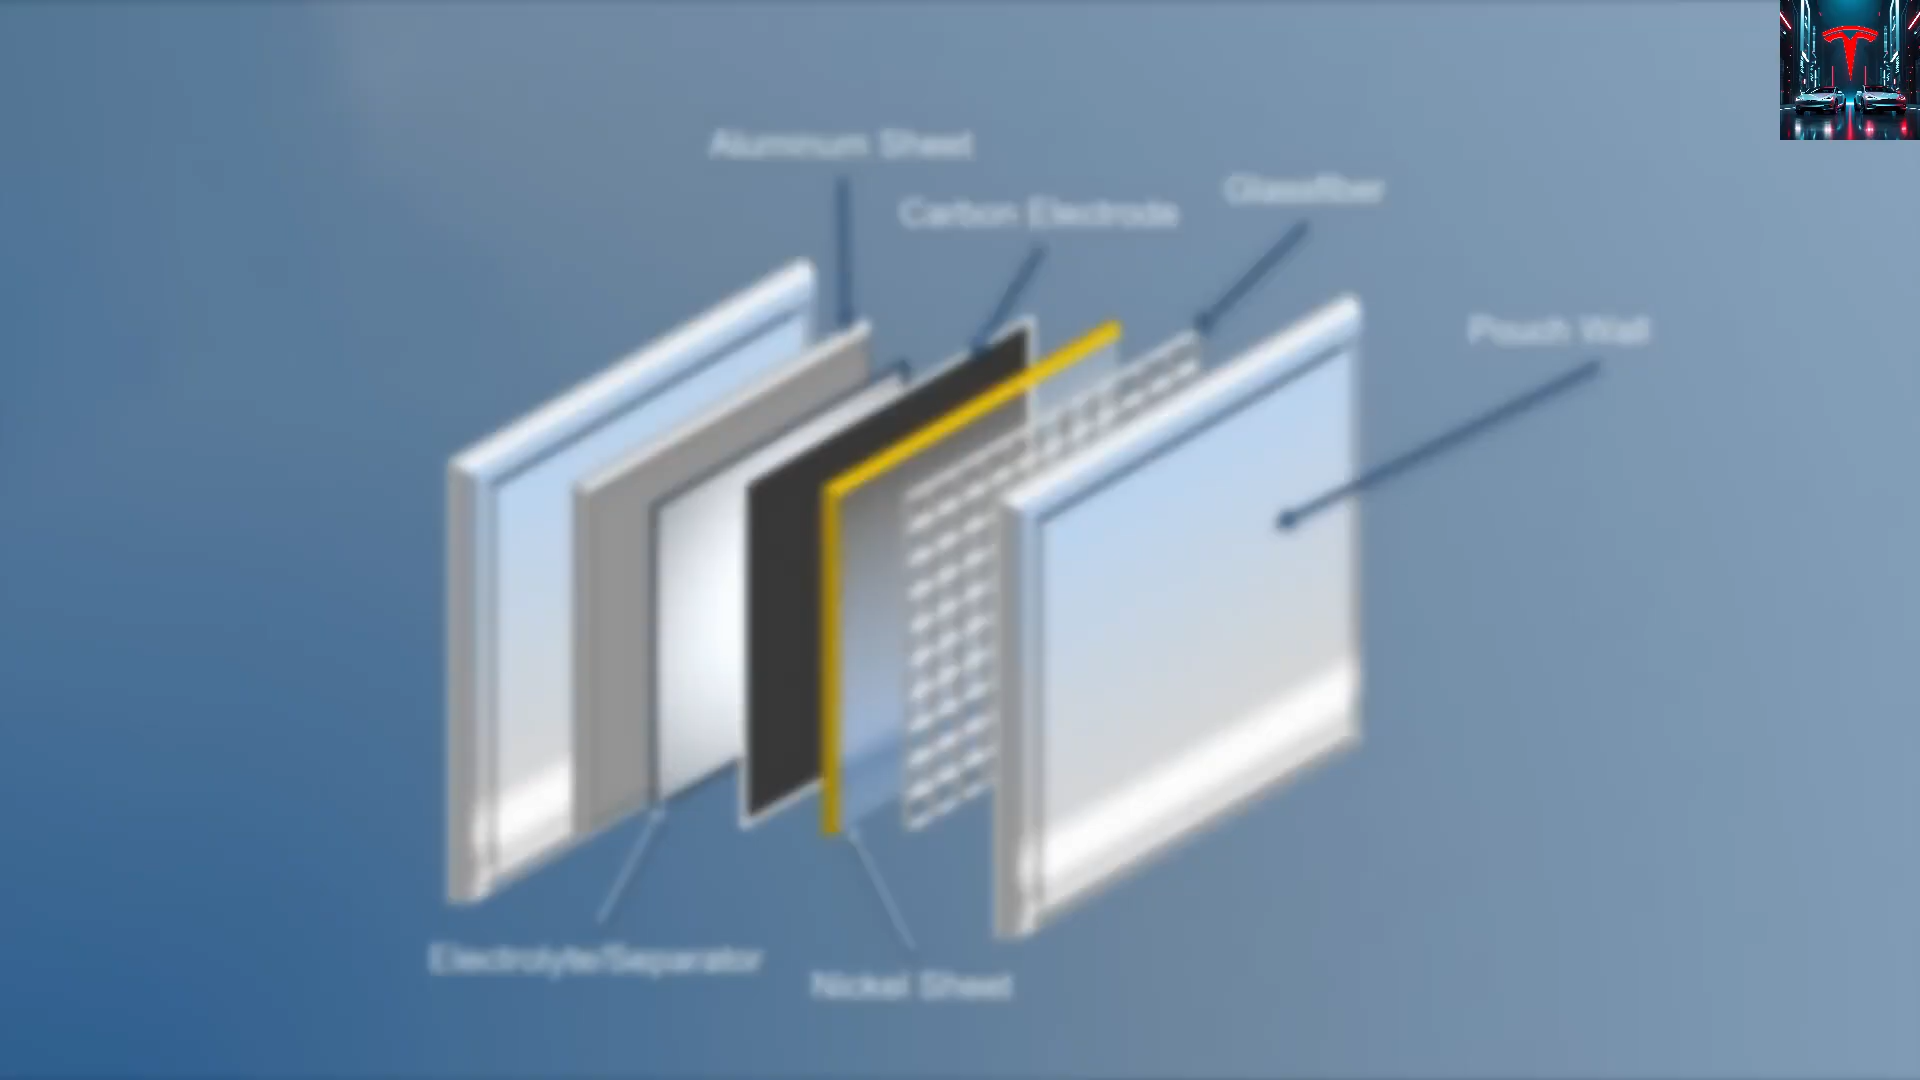 Aluminum Sheet
Carbon Electrode
Glassfiber
Pouch Wall
Electrolyte/Separator
Nickel Sheet